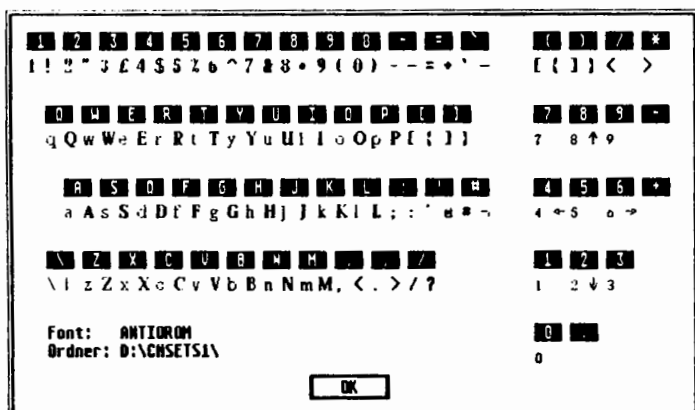 1 2 3 4 5 6 7 8 9 0 - = ` ( ) / *
1 ! 2 " 3 £ 4 $ 5 % 6 ^ 7 & 8 * 9 ( 0 ) - - = + ` - [ { ] } < >
Q W E R T Y U I O P [ ] 7 8 9 -
q Q w W e E r R t T y Y u U i I o O p P [ { ] } 7 8 ↑ 9
A S D F G H J K L ; ' # 4 5 6 +
a A s S d D f F g G h H j J k K l L ; : ' @ # ¬ 4 ← 5 6 →
\ Z X C V B N M , . / 1 2 3
\ | z Z x X c C v V b B n N m M , < . > / ? 1 2 ↓ 3
Font: ANTIQROM 0 .
Ordner: D:\CHSETS1\ 0
OK